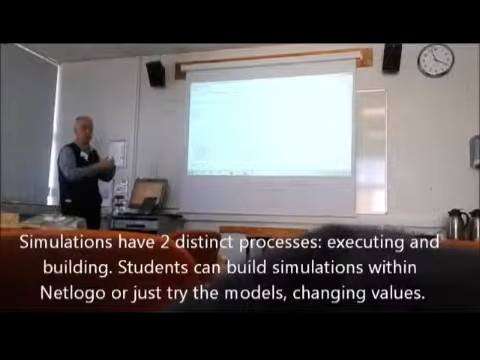 Simulations have 2 distinct processes: executing and
building. Students can build simulations within
Netlogo or just try the models, changing values.